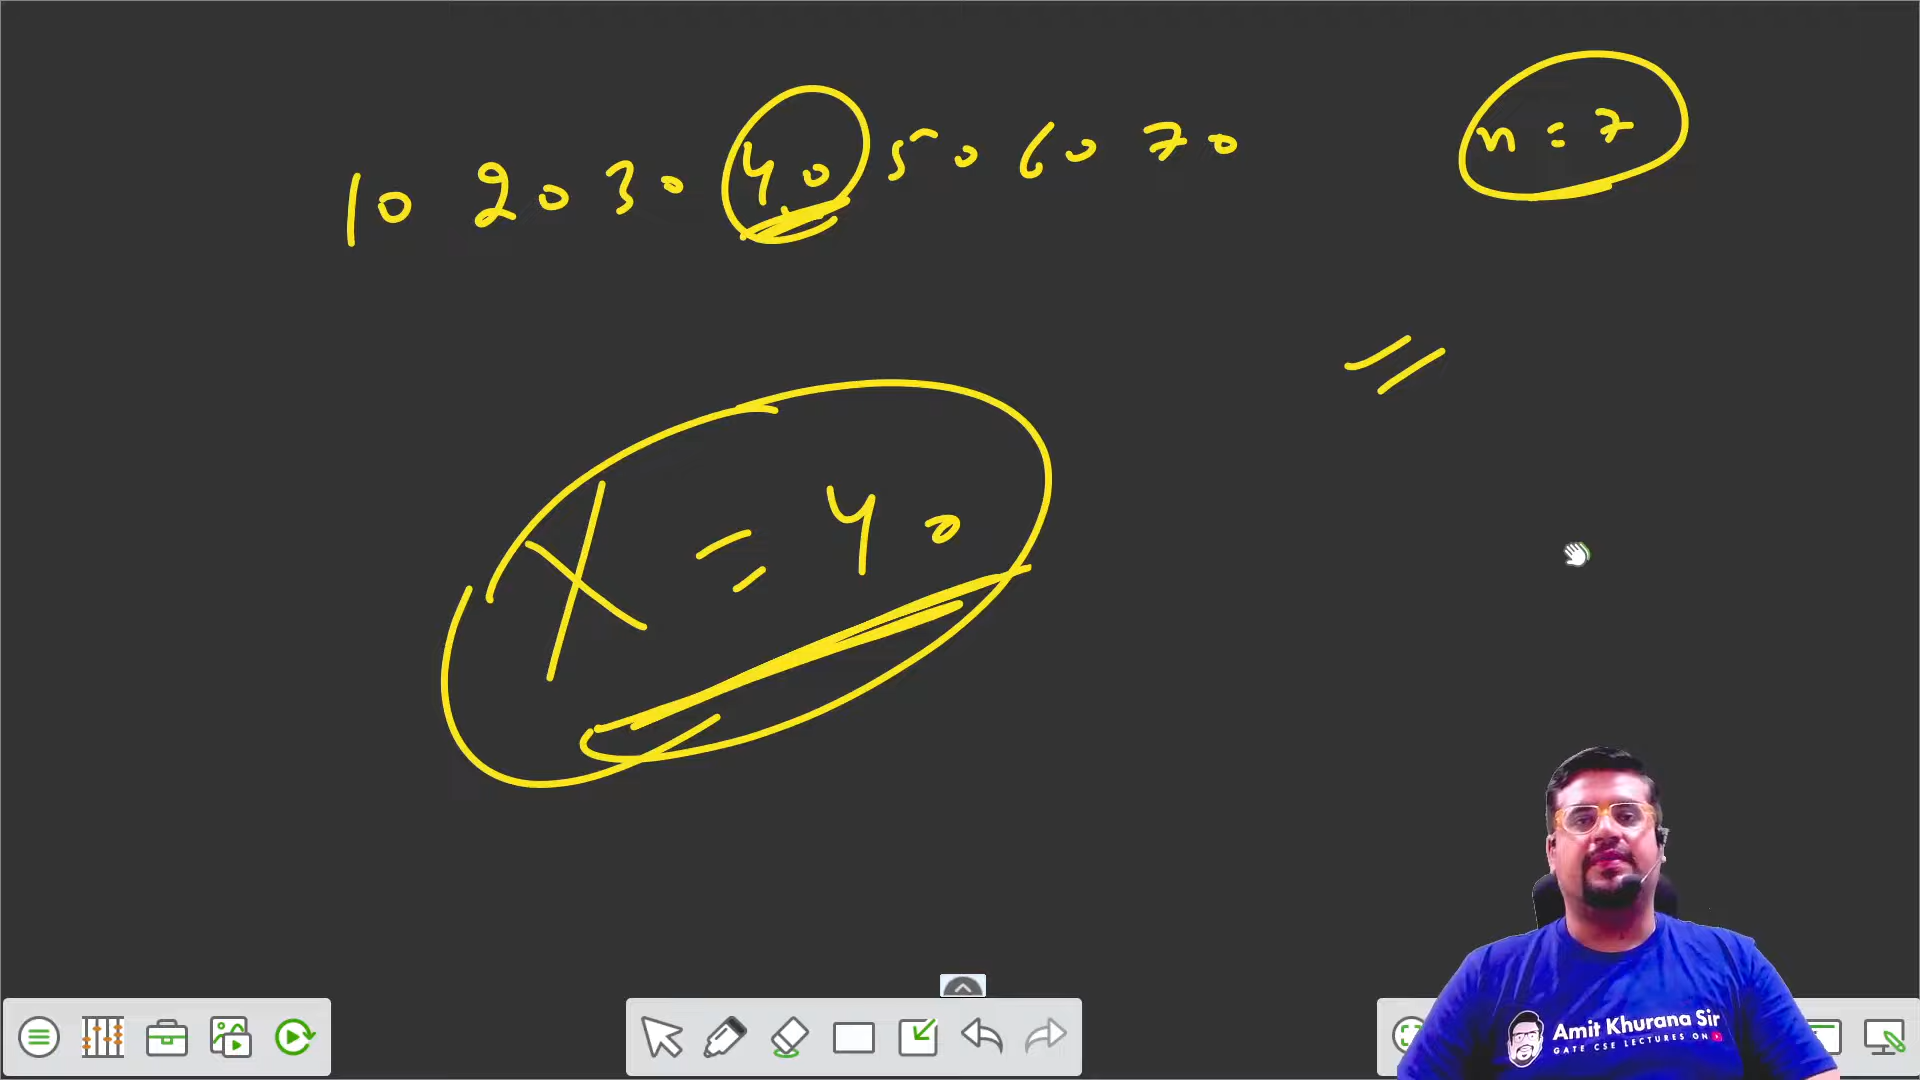 10 20 30 40 50 60 70
n = 7
X = 40
Amit Khurana Sir
GATE CSE LECTURES ON